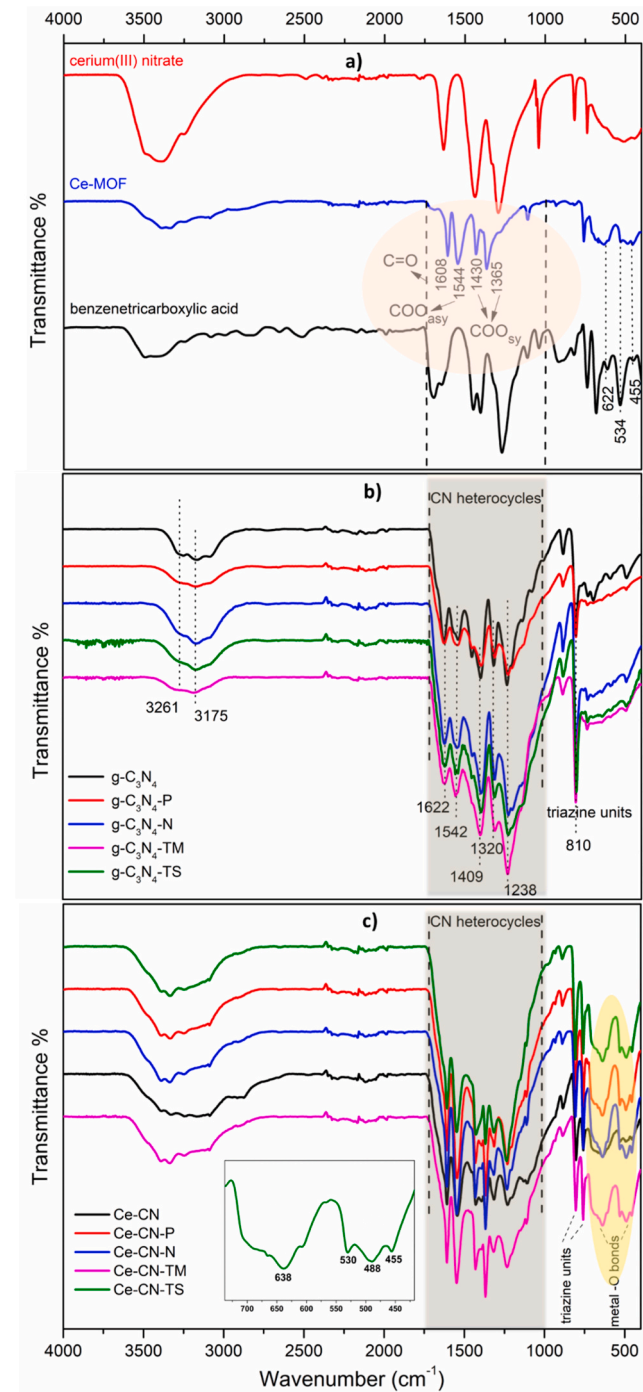 4000 3500 3000 2500 2000 1500 1000 500
a)
cerium(III) nitrate
Ce-MOF
C=O
1608
1544
1430
1365
COO asy
COO sy
benzenetricarboxylic acid
622
534
455
Transmittance %
b)
CN heterocycles
3261
3175
g-C₃N₄
g-C₃N₄-P
g-C₃N₄-N
g-C₃N₄-TM
g-C₃N₄-TS
1622
1542
1409
1320
1238
triazine units
810
Transmittance %
c)
CN heterocycles
Ce-CN
Ce-CN-P
Ce-CN-N
Ce-CN-TM
Ce-CN-TS
638
530
488
455
700 650 600 550 500 450
triazine units
metal -O bonds
Transmittance %
4000 3500 3000 2500 2000 1500 1000 500
Wavenumber (cm⁻¹)